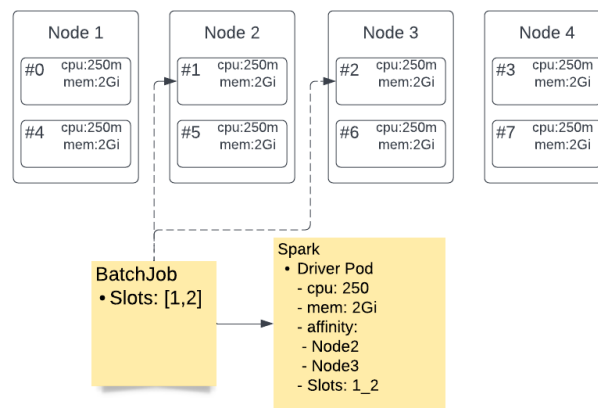 Node 1
Node 2
Node 3
Node 4
#0 cpu:250m
mem:2Gi
#1 cpu:250m
mem:2Gi
#2 cpu:250m
mem:2Gi
#3 cpu:250m
mem:2Gi
#4 cpu:250m
mem:2Gi
#5 cpu:250m
mem:2Gi
#6 cpu:250m
mem:2Gi
#7 cpu:250m
mem:2Gi
BatchJob
• Slots: [1,2]
Spark
• Driver Pod
- cpu: 250
- mem: 2Gi
- affinity:
- Node2
- Node3
- Slots: 1_2